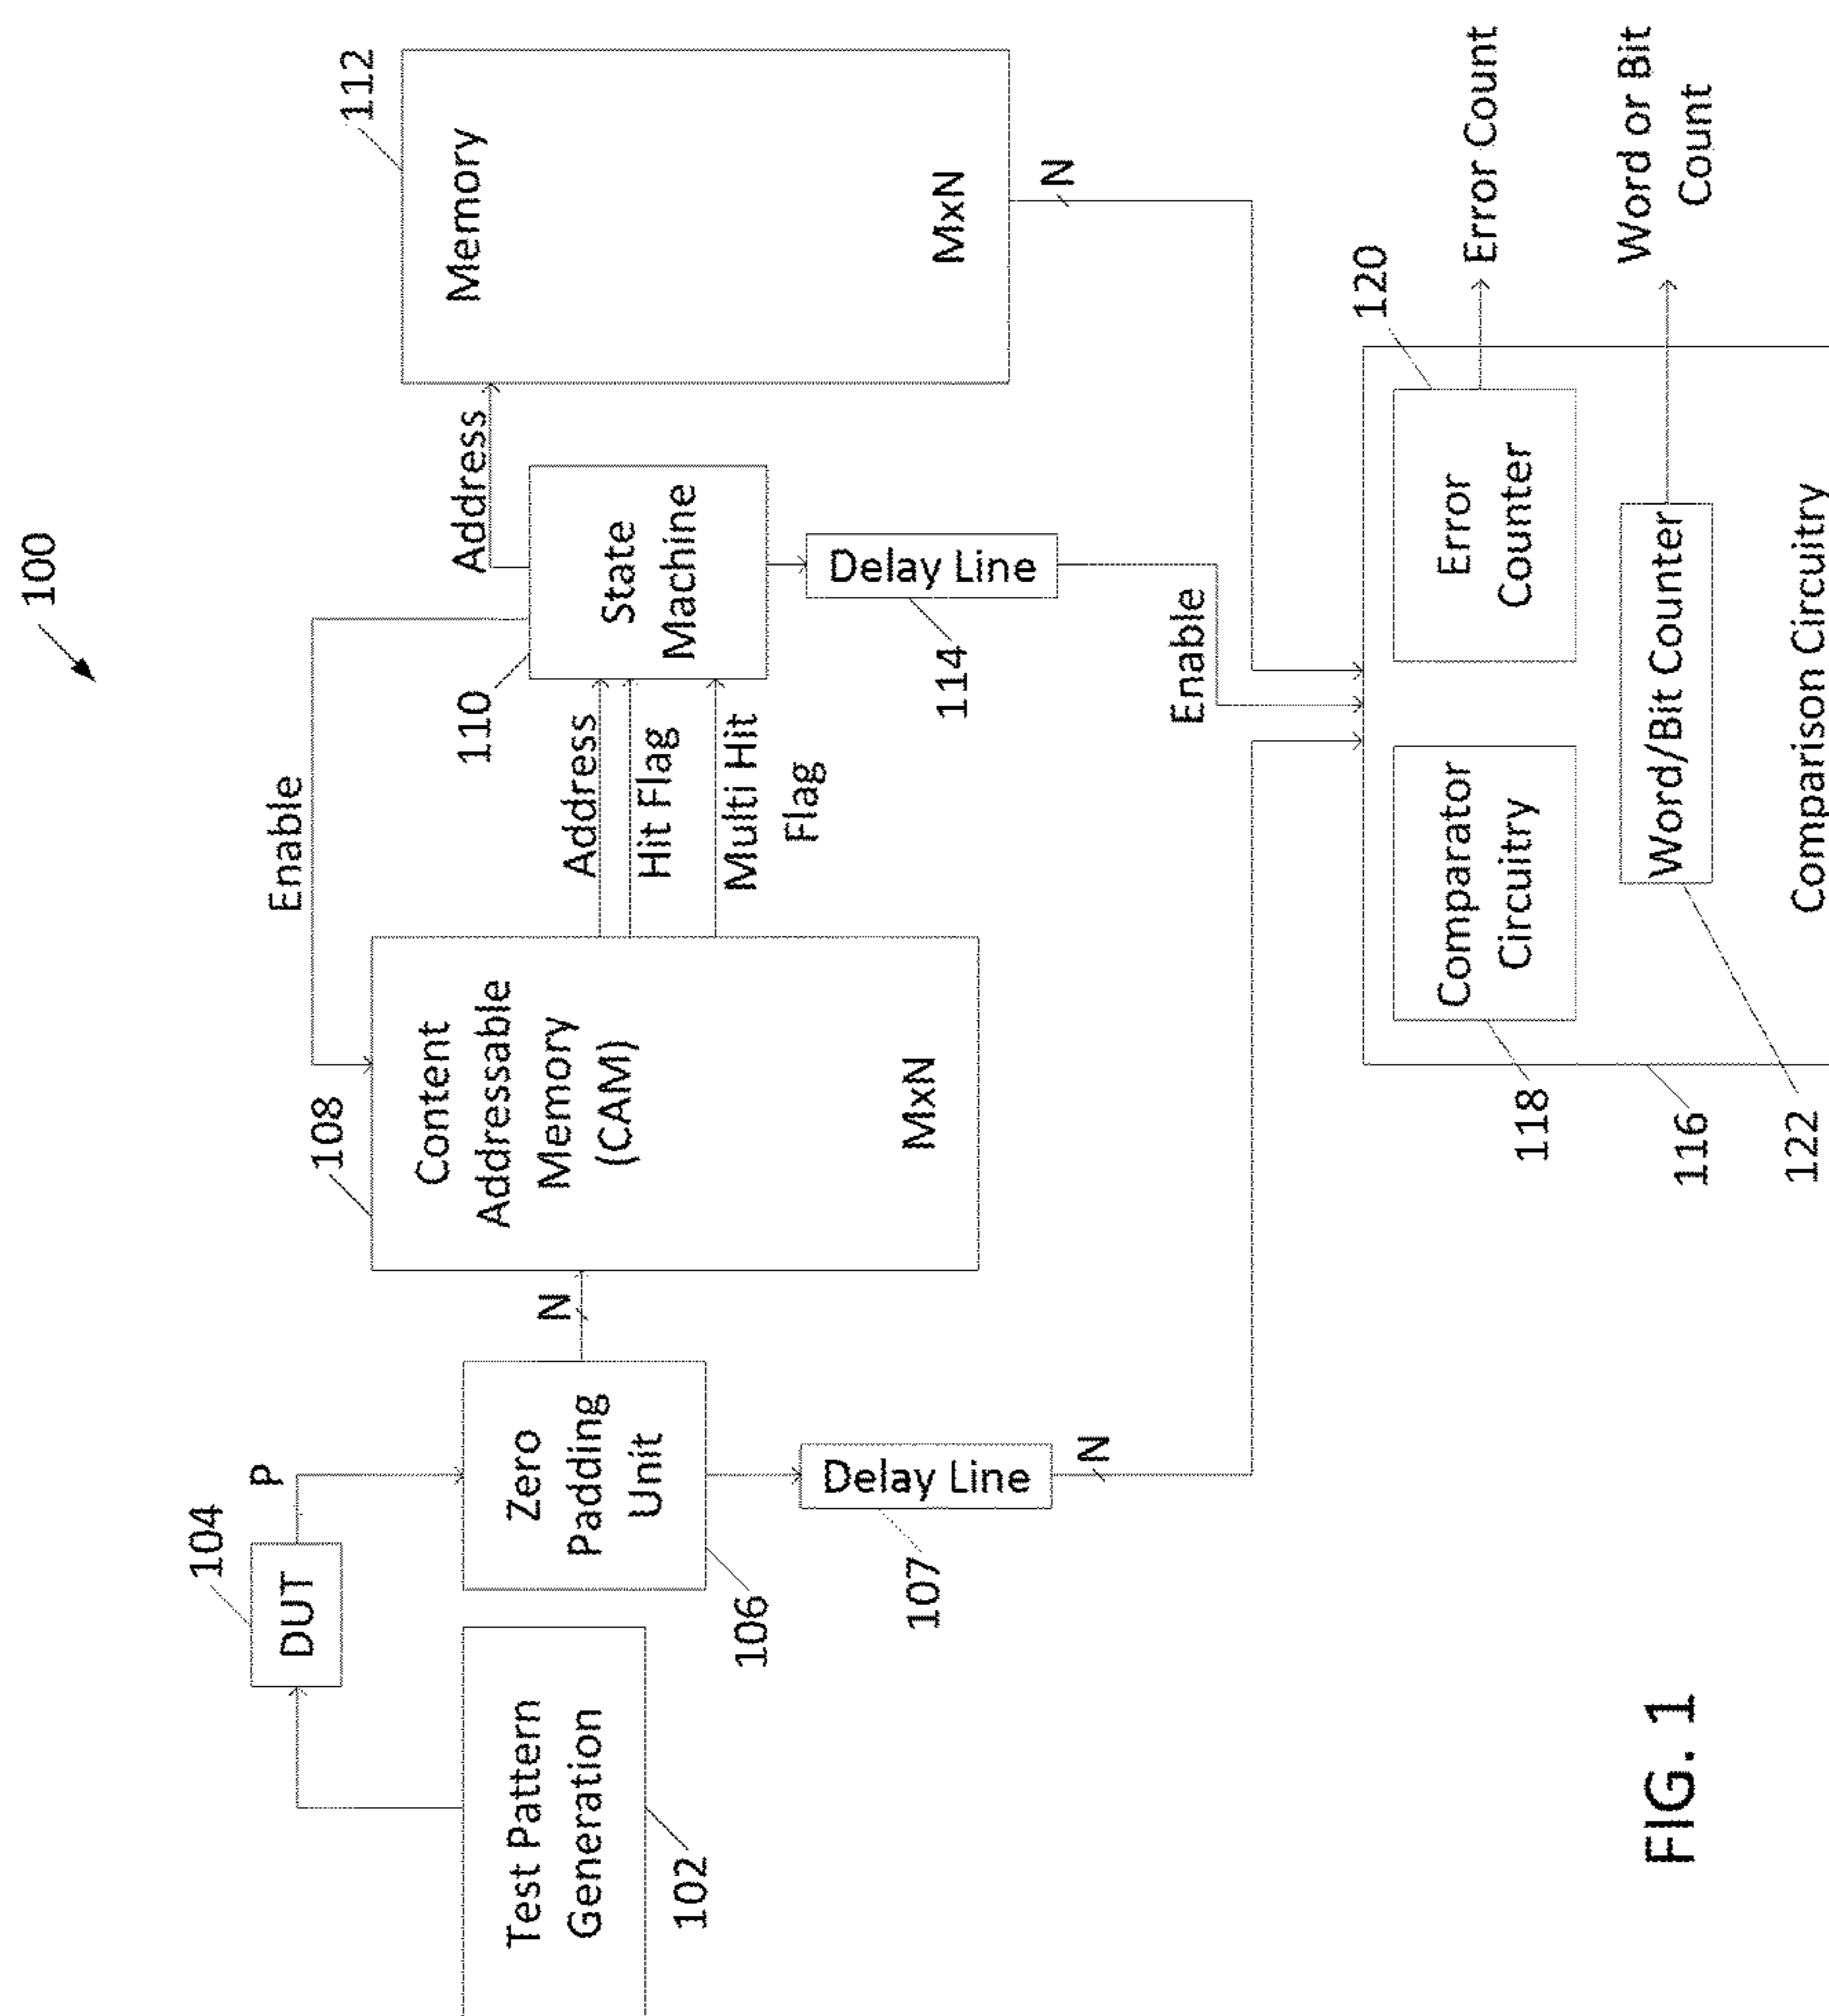 100
104
DUT
P
Test Pattern
Generation
102
Zero
Padding
Unit
106
Delay Line
107
N
N
108
Content
Addressable
Memory
(CAM)
MxN
Enable
Address
Hit Flag
Multi Hit
Flag
110
State
Machine
Address
Delay Line
114
Enable
112
Memory
MxN
N
Comparator
Circuitry
118
Error
Counter
120
Word/Bit Counter
122
Comparison Circuitry
116
Error Count
Word or Bit
Count
FIG. 1